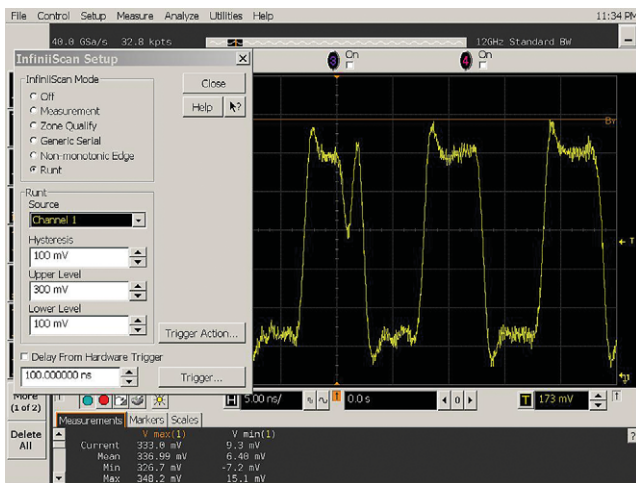 File Control Setup Measure Analyze Utilities Help 11:34 PM
40.0 GSa/s 32.8 kpts 12GHz Standard BW
InfiniiScan Setup
3 On 4 On
InfiniiScan Mode
Off
Measurement
Zone Qualify
Generic Serial
Non-monotonic Edge
Runt
Close
Help
Runt
Source
Channel 1
Hysteresis
100 mV
Upper Level
300 mV
Lower Level
100 mV
Trigger Action...
Delay From Hardware Trigger
100.000000 ns
Trigger...
T
More
(1 of 2)
H 5.00 ns/ 0.0 s 0 T 173 mV
Measurements Markers Scales
Delete
All
V max(1) V min(1)
Current 333.0 mV 9.3 mV
Mean 336.99 mV 6.40 mV
Min 326.7 mV -7.2 mV
Max 348.2 mV 15.1 mV